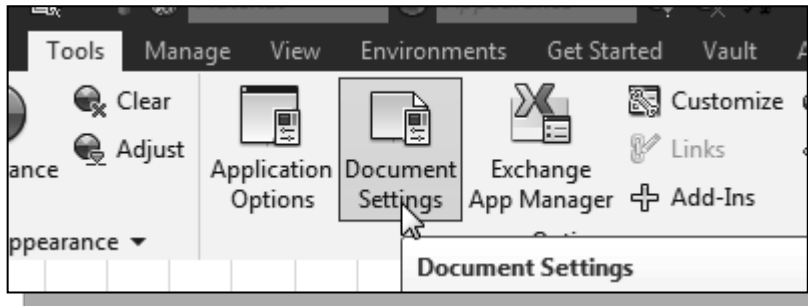 Tools Manage View Environments Get Started Vault
Clear
Adjust
ance
Application Options
Document Settings
Exchange App Manager
Customize
Links
Add-Ins
ppearance
Document Settings